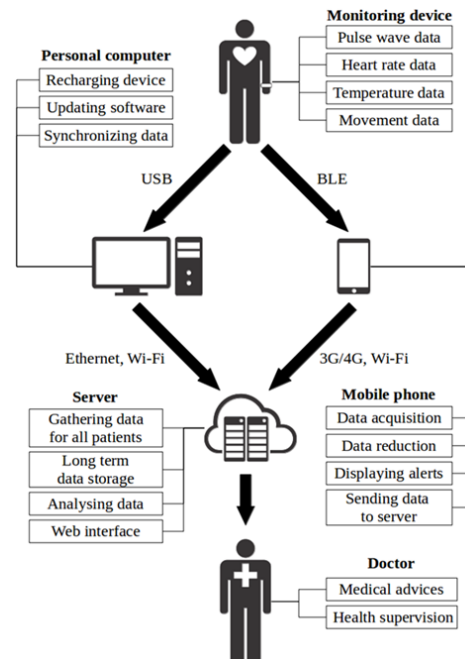 Monitoring device
Pulse wave data
Heart rate data
Temperature data
Movement data
Personal computer
Recharging device
Updating software
Synchronizing data
USB
BLE
Ethernet, Wi-Fi
3G/4G, Wi-Fi
Server
Gathering data
for all patients
Long term
data storage
Analysing data
Web interface
Mobile phone
Data acquisition
Data reduction
Displaying alerts
Sending data
to server
Doctor
Medical advices
Health supervision